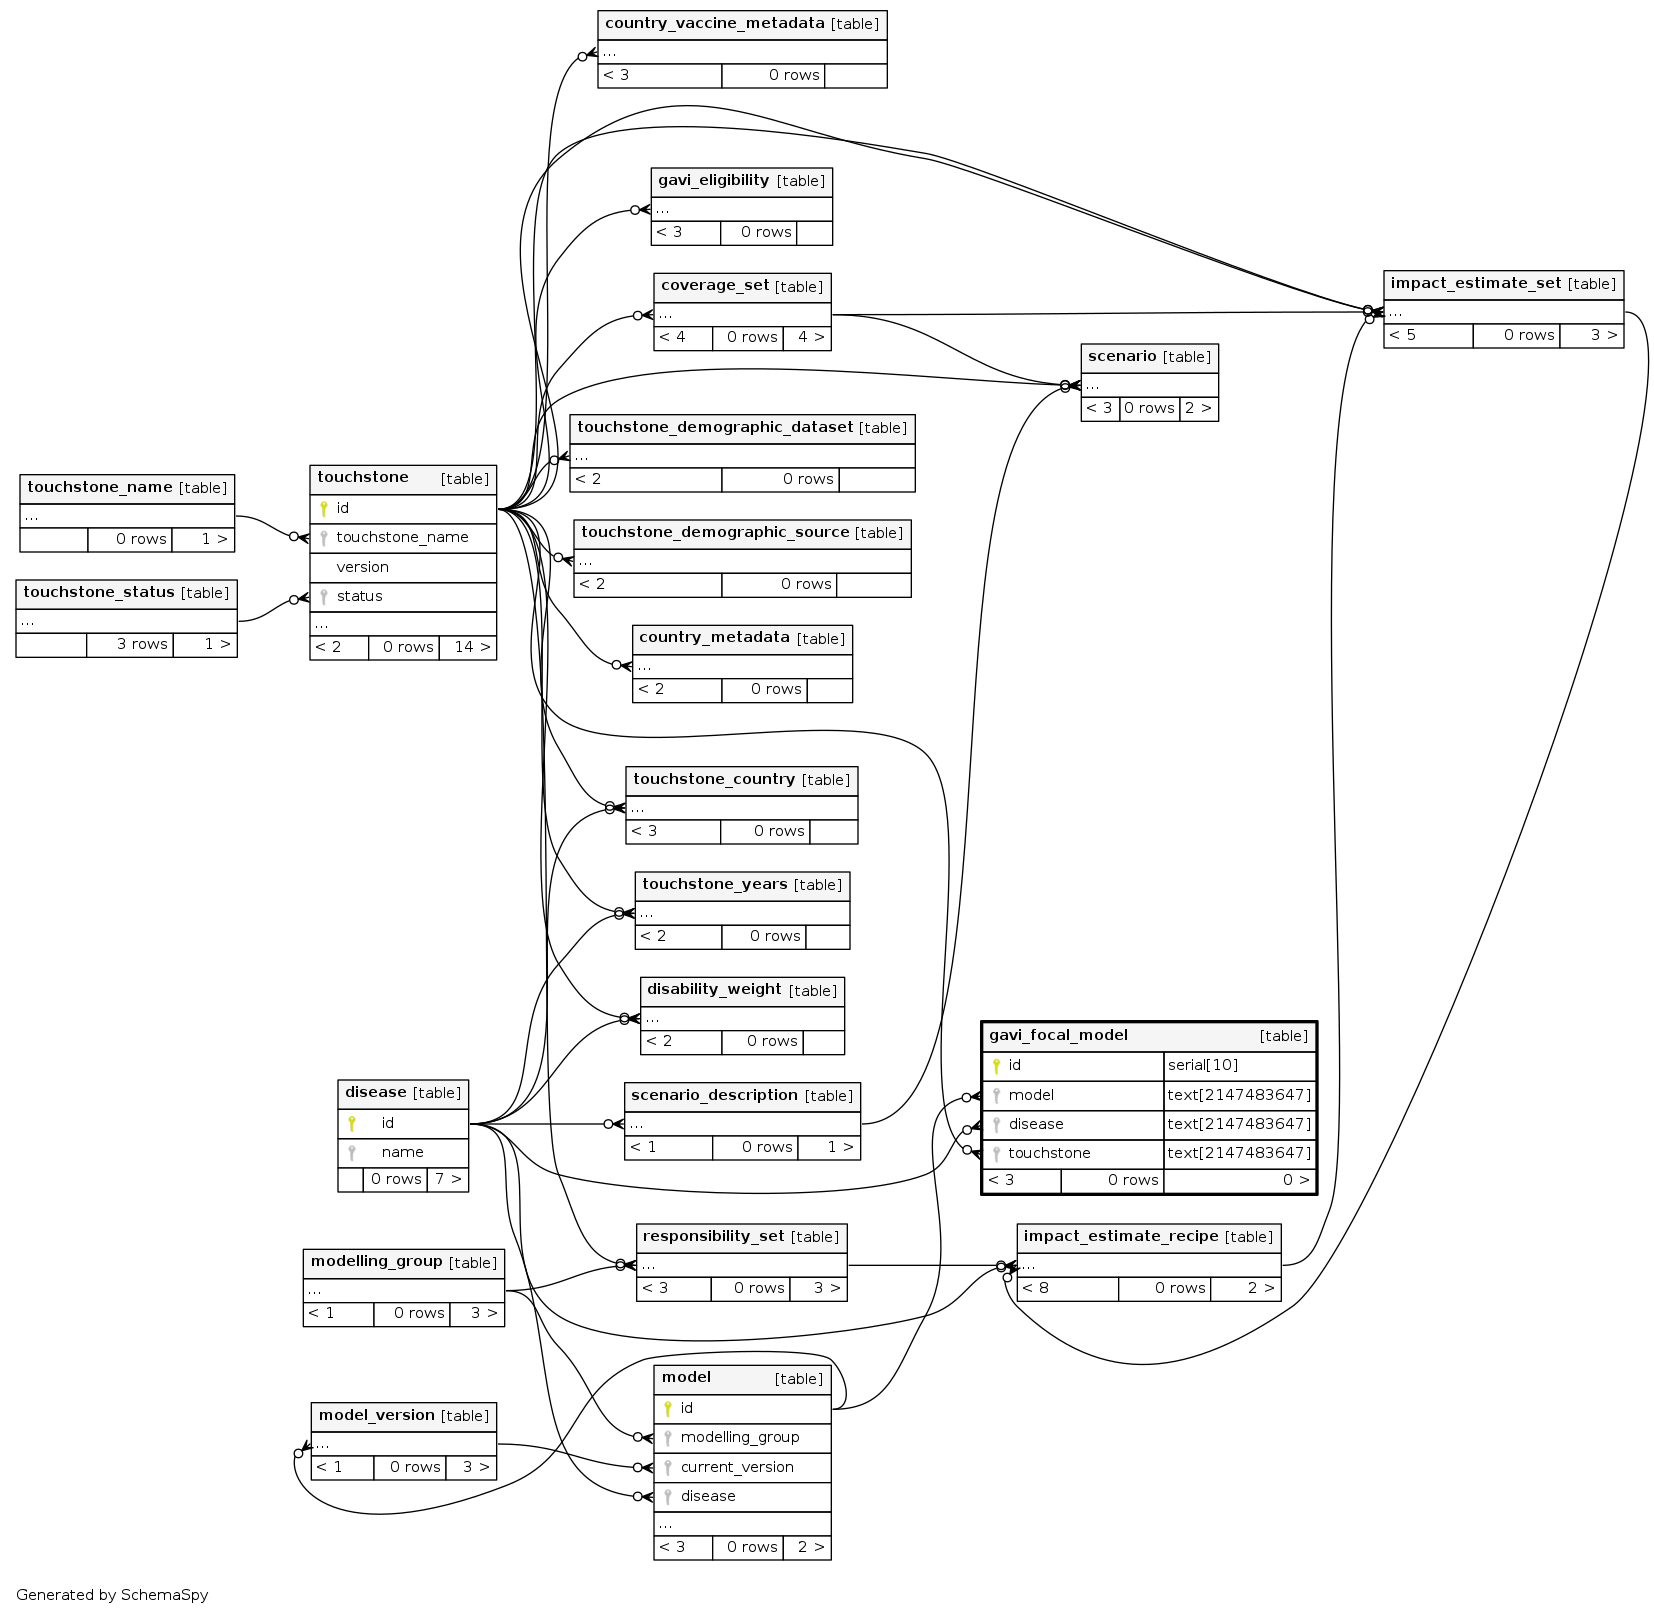 country_vaccine_metadata [table]
...
< 3 0 rows
gavi_eligibility [table]
...
< 3 0 rows
coverage_set [table]
...
< 4 0 rows 4 >
impact_estimate_set [table]
...
< 5 0 rows 3 >
scenario [table]
...
< 3 0 rows 2 >
touchstone_demographic_dataset [table]
...
< 2 0 rows
touchstone_name [table]
...
0 rows 1 >
touchstone_status [table]
...
3 rows 1 >
touchstone [table]
id
touchstone_name
version
status
...
< 2 0 rows 14 >
touchstone_demographic_source [table]
...
< 2 0 rows
country_metadata [table]
...
< 2 0 rows
touchstone_country [table]
...
< 3 0 rows
touchstone_years [table]
...
< 2 0 rows
disability_weight [table]
...
< 2 0 rows
gavi_focal_model [table]
id serial[10]
model text[2147483647]
disease text[2147483647]
touchstone text[2147483647]
< 3 0 rows 0 >
disease [table]
id
name
0 rows 7 >
scenario_description [table]
...
< 1 0 rows 1 >
responsibility_set [table]
...
< 3 0 rows 3 >
impact_estimate_recipe [table]
...
< 8 0 rows 2 >
modelling_group [table]
...
< 1 0 rows 3 >
model [table]
id
modelling_group
current_version
disease
...
< 3 0 rows 2 >
model_version [table]
...
< 1 0 rows 3 >
Generated by SchemaSpy